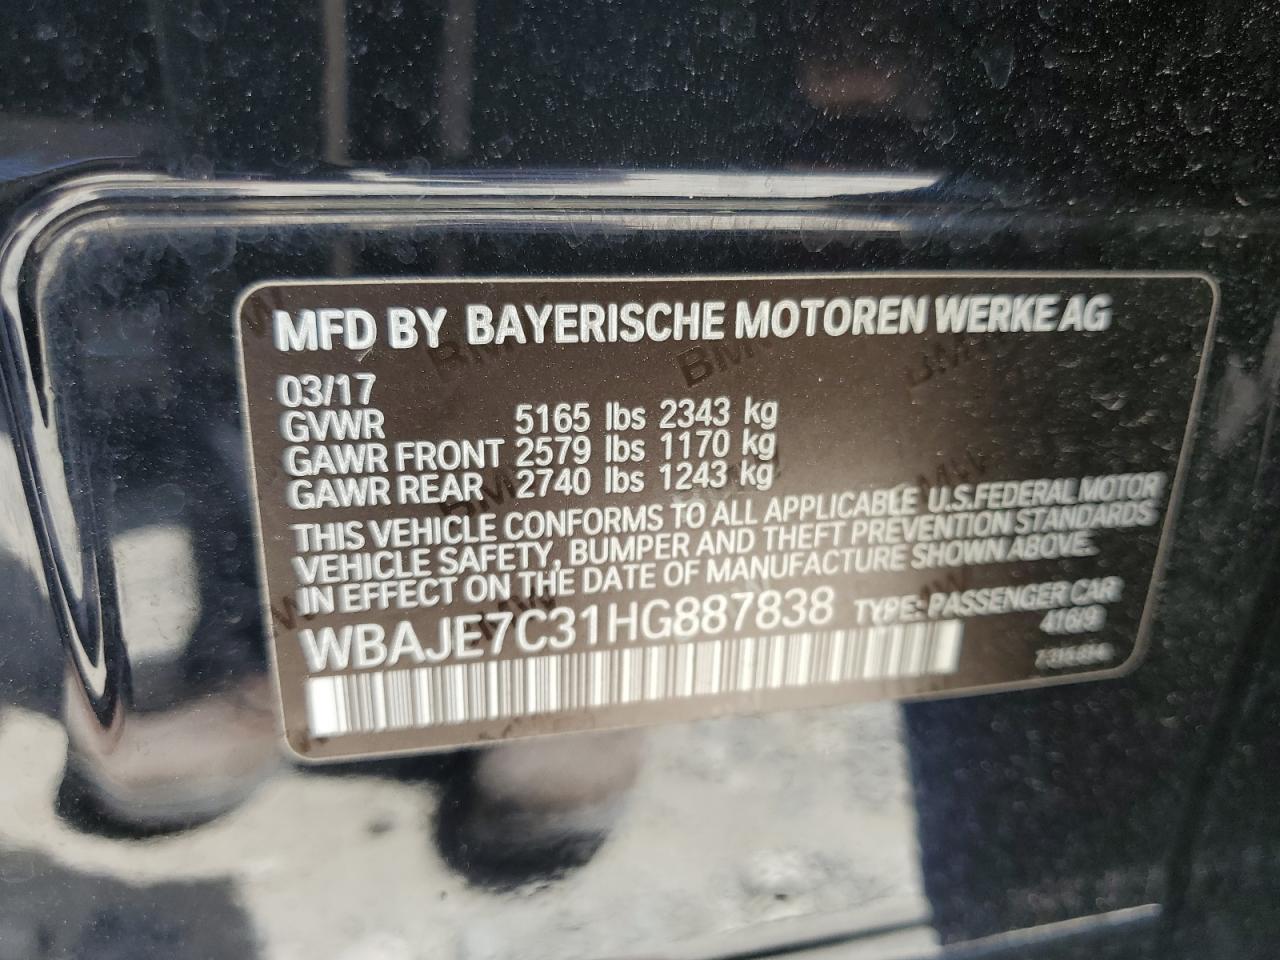 MFD BY BAYERISCHE MOTOREN WERKE AG
03/17
GVWR 5165 lbs 2343 kg
GAWR FRONT 2579 lbs 1170 kg
GAWR REAR 2740 lbs 1243 kg
THIS VEHICLE CONFORMS TO ALL APPLICABLE U.S.FEDERAL MOTOR
VEHICLE SAFETY, BUMPER AND THEFT PREVENTION STANDARDS
IN EFFECT ON THE DATE OF MANUFACTURE SHOWN ABOVE.
WBAJE7C31HG887838 TYPE: PASSENGER CAR